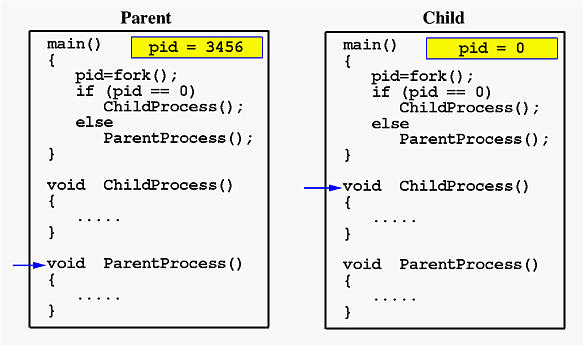 Parent
main()
pid = 3456
{
pid=fork();
if (pid == 0)
ChildProcess();
else
ParentProcess();
}
void ChildProcess()
{
.....
}
void ParentProcess()
{
.....
}
Child
main()
pid = 0
{
pid=fork();
if (pid == 0)
ChildProcess();
else
ParentProcess();
}
void ChildProcess()
{
.....
}
void ParentProcess()
{
.....
}